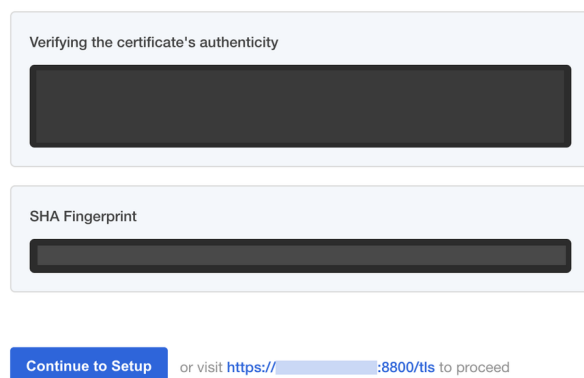 Verifying the certificate's authenticity
SHA Fingerprint
Continue to Setup or visit https:// :8800/tls to proceed